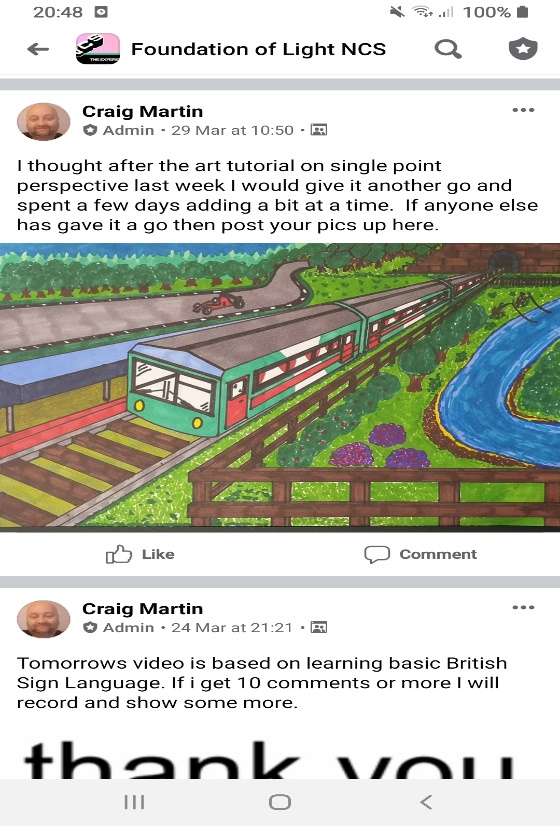 20:48
100%
Foundation of Light NCS
Craig Martin
Admin • 29 Mar at 10:50 •
I thought after the art tutorial on single point
perspective last week I would give it another go and
spent a few days adding a bit at a time.  If anyone else
has gave it a go then post your pics up here.
Like
Comment
Craig Martin
Admin • 24 Mar at 21:21 •
Tomorrows video is based on learning basic British
Sign Language. If i get 10 comments or more I will
record and show some more.
thank you